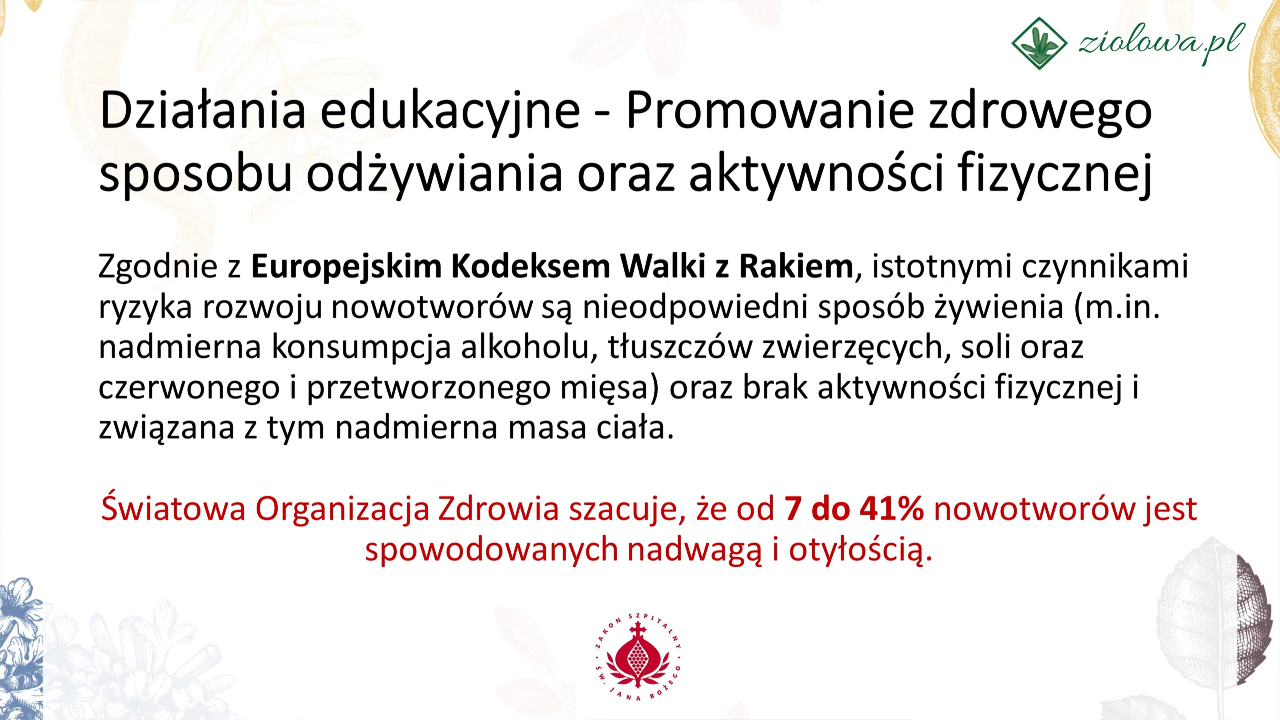 ziolowa.pl
Działania edukacyjne - Promowanie zdrowego
sposobu odżywiania oraz aktywności fizycznej
Zgodnie z Europejskim Kodeksem Walki z Rakiem, istotnymi czynnikami
ryzyka rozwoju nowotworów są nieodpowiedni sposób żywienia (m.in.
nadmierna konsumpcja alkoholu, tłuszczów zwierzęcych, soli oraz
czerwonego i przetworzonego mięsa) oraz brak aktywności fizycznej i
związana z tym nadmierna masa ciała.
Światowa Organizacja Zdrowia szacuje, że od 7 do 41% nowotworów jest
spowodowanych nadwagą i otyłością.
ZAKON SZPITALNY
ŚW. JANA BOŻEGO